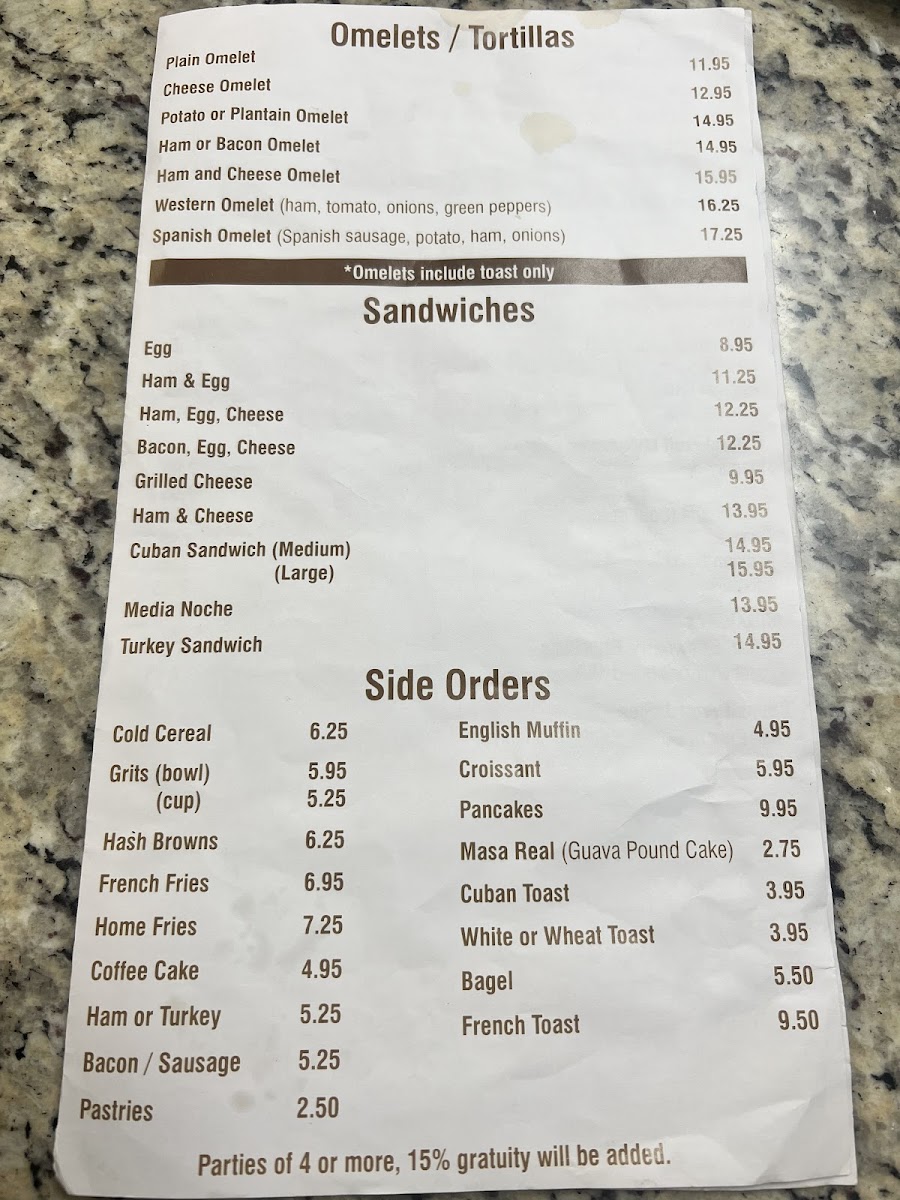 Omelets / Tortillas
Plain Omelet 11.95
Cheese Omelet 12.95
Potato or Plantain Omelet 14.95
Ham or Bacon Omelet 14.95
Ham and Cheese Omelet 15.95
Western Omelet (ham, tomato, onions, green peppers) 16.25
Spanish Omelet (Spanish sausage, potato, ham, onions) 17.25
*Omelets include toast only
Sandwiches
Egg 8.95
Ham & Egg 11.25
Ham, Egg, Cheese 12.25
Bacon, Egg, Cheese 12.25
Grilled Cheese 9.95
Ham & Cheese 13.95
Cuban Sandwich (Medium) 14.95
(Large) 15.95
Media Noche 13.95
Turkey Sandwich 14.95
Side Orders
Cold Cereal 6.25
Grits (bowl) 5.95
(cup) 5.25
Hash Browns 6.25
French Fries 6.95
Home Fries 7.25
Coffee Cake 4.95
Ham or Turkey 5.25
Bacon / Sausage 5.25
Pastries 2.50
English Muffin 4.95
Croissant 5.95
Pancakes 9.95
Masa Real (Guava Pound Cake) 2.75
Cuban Toast 3.95
White or Wheat Toast 3.95
Bagel 5.50
French Toast 9.50
Parties of 4 or more, 15% gratuity will be added.